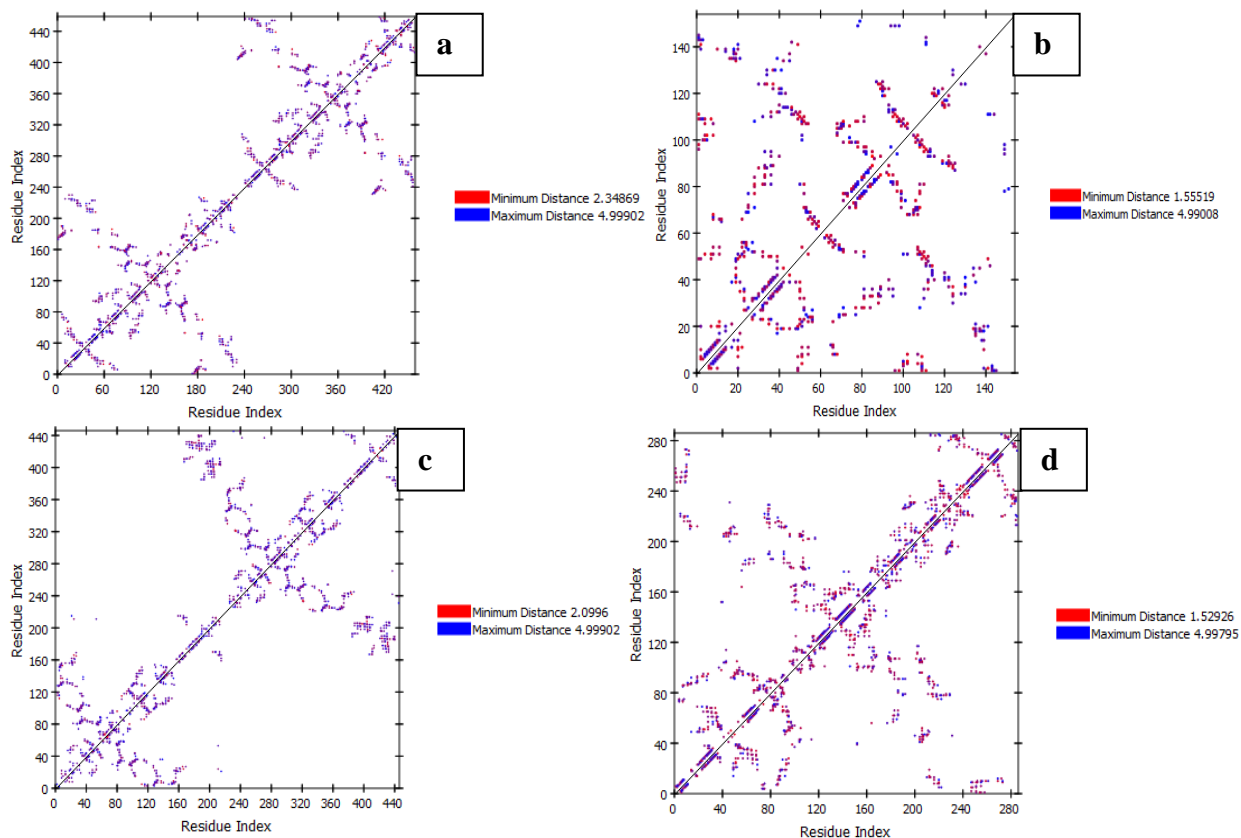 a
440
400
360
320
280
240
200
160
120
80
40
0
Residue Index
0 60 120 180 240 300 360 420
Residue Index
Minimum Distance 2.34869
Maximum Distance 4.99902
b
140
120
100
80
60
40
20
0
Residue Index
0 20 40 60 80 100 120 140
Residue Index
Minimum Distance 1.55519
Maximum Distance 4.99008
c
440
400
360
320
280
240
200
160
120
80
40
0
Residue Index
0 40 80 120 160 200 240 280 320 360 400 440
Residue Index
Minimum Distance 2.0996
Maximum Distance 4.99902
d
280
240
200
160
120
80
40
0
Residue Index
0 40 80 120 160 200 240 280
Residue Index
Minimum Distance 1.52926
Maximum Distance 4.99795